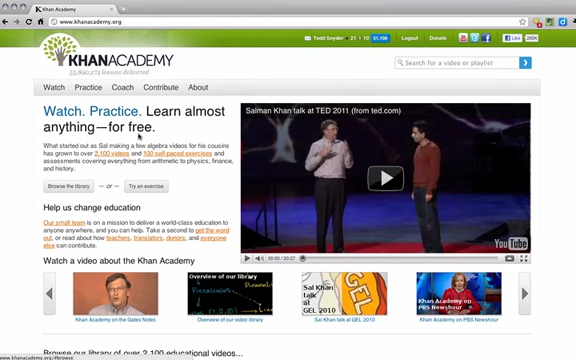 Khan Academy
www.khanacademy.org
Todd Snyder
Logout
Donate
Like
KHANACADEMY
lessons delivered
Search for a video or playlist
Watch Practice Coach Contribute About
Watch. Practice. Learn almost
anything—for free.
What started out as Sal making a few algebra videos for his cousins
has grown to over 2,100 videos and 100 self-paced exercises and
assessments covering everything from arithmetic to physics, finance,
and history.
Browse the library — or — Try an exercise
Help us change education
Our small team is on a mission to deliver a world-class education to
anyone anywhere, and you can help. Take a second to get the word
out, or read about how teachers, translators, donors, and everyone
else can contribute.
Salman Khan talk at TED 2011 (from ted.com)
YouTube
00:00 / 20:27
Watch a video about the Khan Academy
Overview of our library
Sal Khan
talk at
GEL 2010
Khan Academy on
PBS Newshour
Khan Academy on the Gates Notes
Overview of our video library
Sal Khan talk at GEL 2010
Khan Academy on PBS Newshour
Browse our library of over 2,100 educational videos...
www.khanacademy.org/#browse